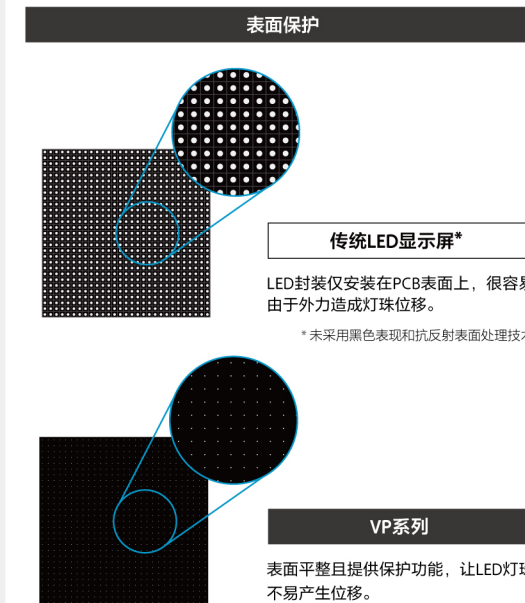 表面保护
传统LED显示屏*
LED封装仅安装在PCB表面上，很容易
由于外力造成灯珠位移。
* 未采用黑色表现和抗反射表面处理技术
VP系列
表面平整且提供保护功能，让LED灯珠
不易产生位移。